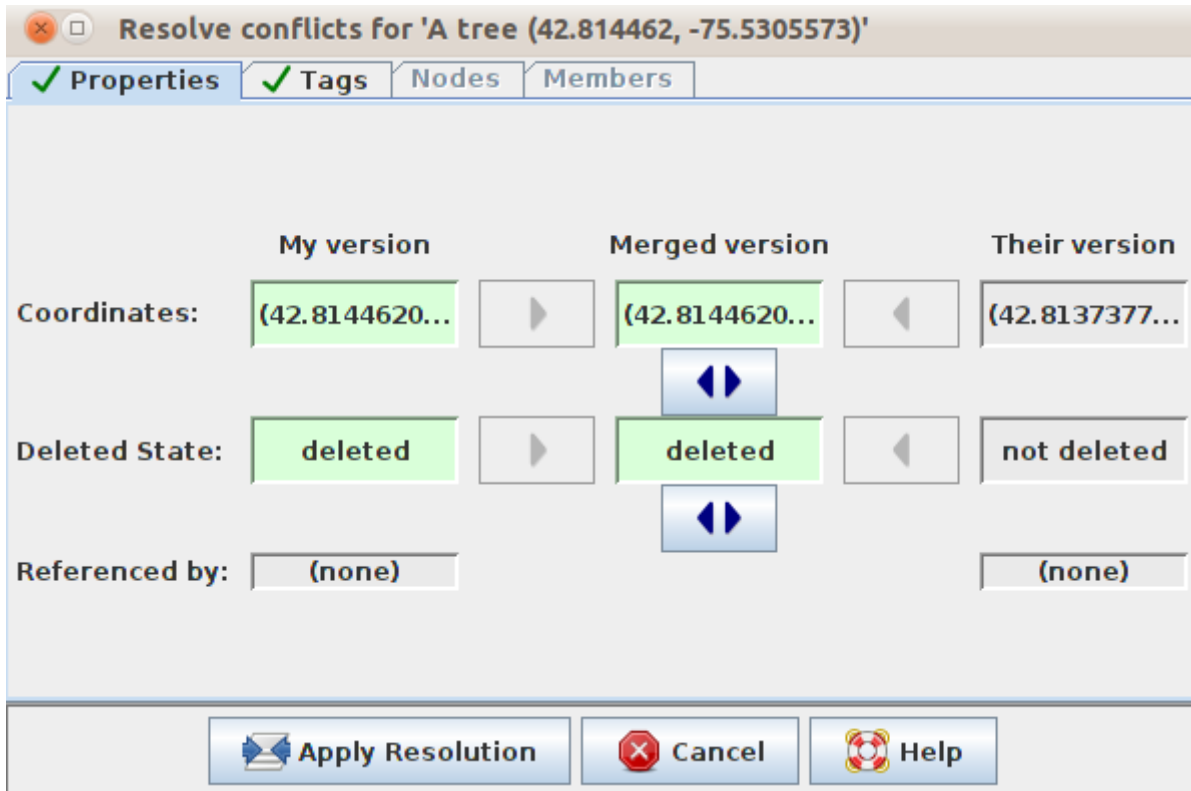 Resolve conflicts for 'A tree (42.814462, -75.5305573)'
Properties Tags Nodes Members
My version Merged version Their version
Coordinates: (42.8144620... (42.8144620... (42.8137377...
Deleted State: deleted deleted not deleted
Referenced by: (none) (none)
Apply Resolution Cancel Help